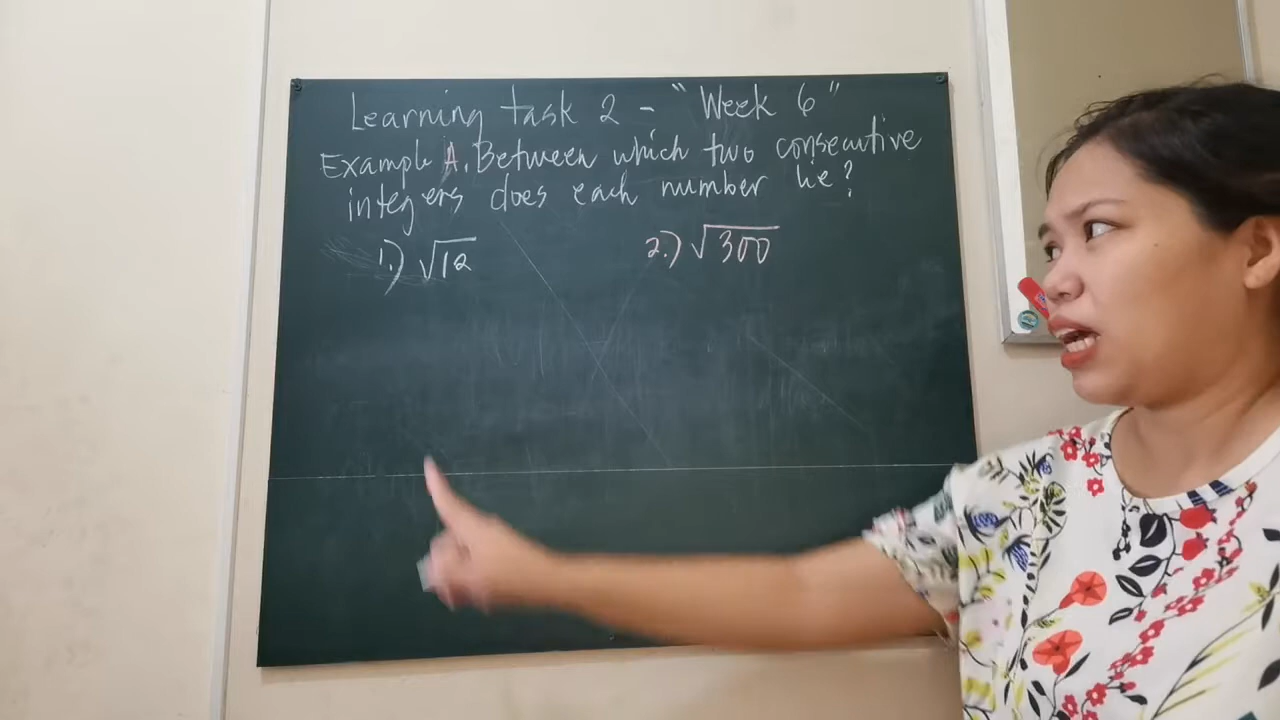 Learning task 2 - "Week 6"
Example A. Between which two consecutive
integers does each number lie?
1.) √12 2.) √300